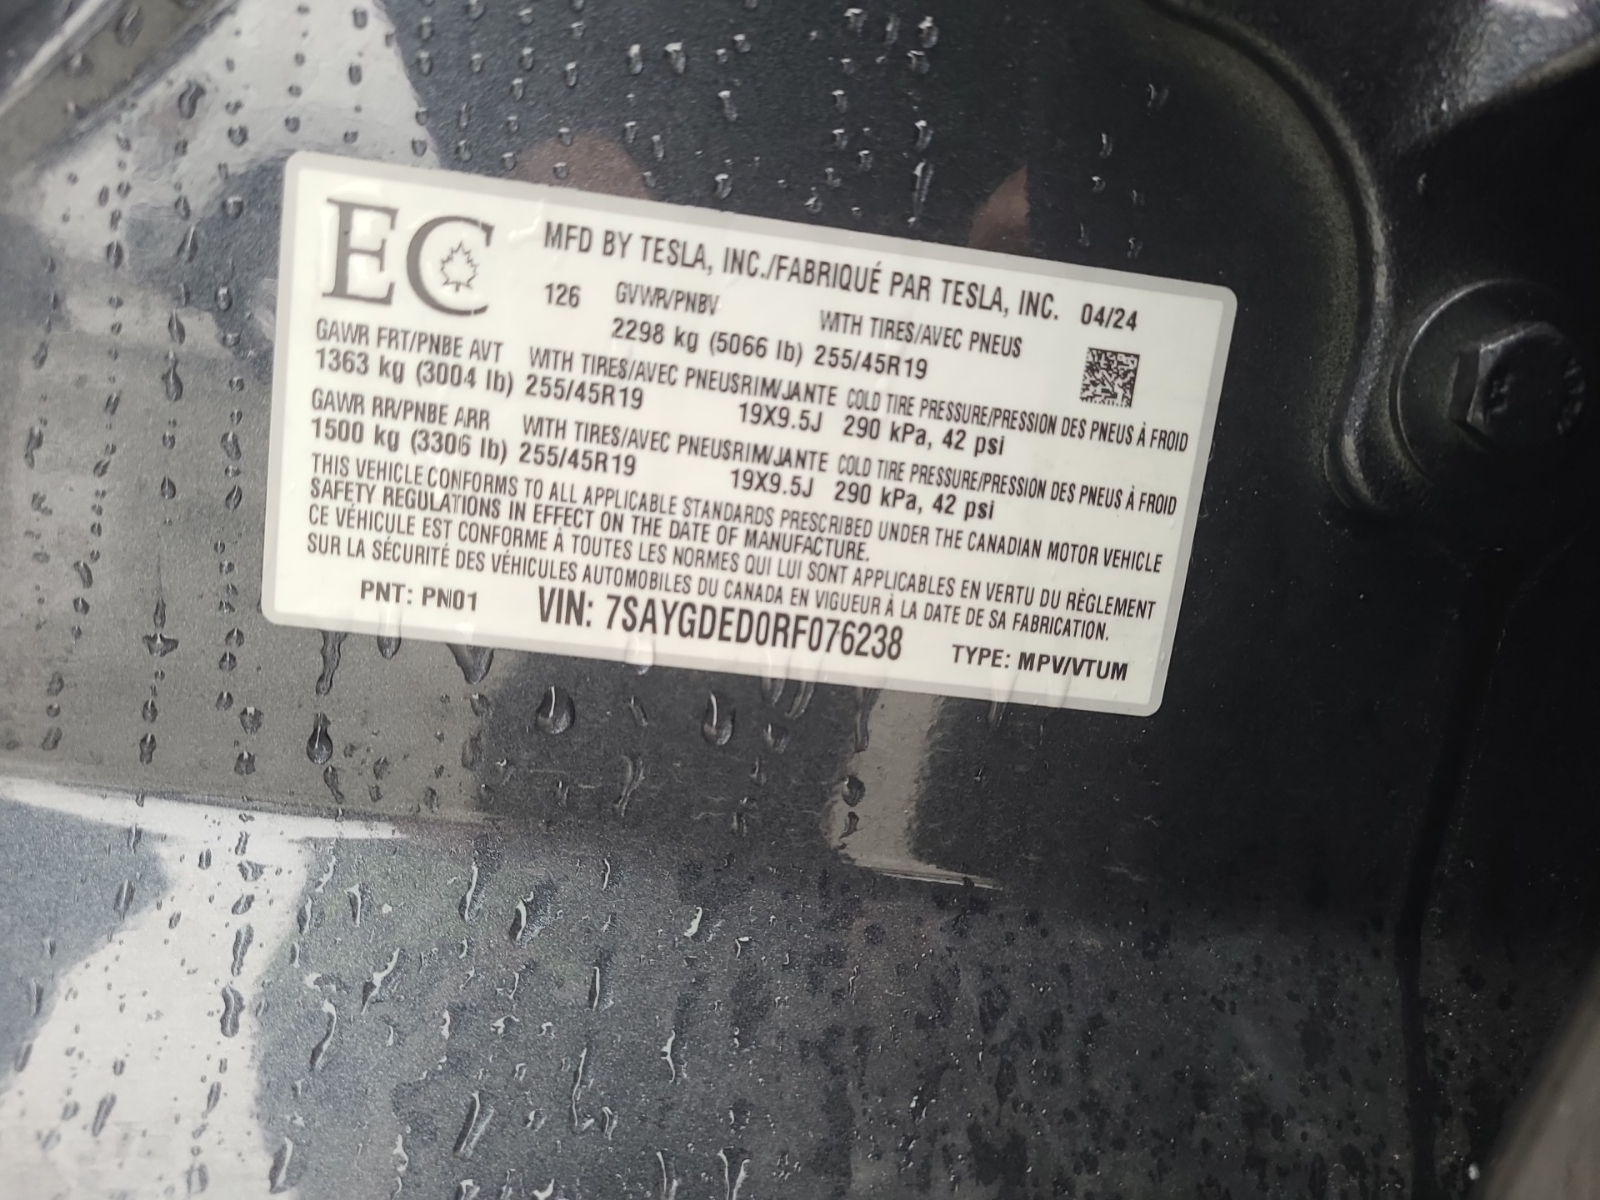 EC MFD BY TESLA, INC./FABRIQUÉ PAR TESLA, INC. 04/24
126 GVWR/PNBV WITH TIRES/AVEC PNEUS
2298 kg (5066 lb) 255/45R19
GAWR FRT/PNBE AVT WITH TIRES/AVEC PNEUS RIM/JANTE COLD TIRE PRESSURE/PRESSION DES PNEUS À FROID
1363 kg (3004 lb) 255/45R19 19X9.5J 290 kPa, 42 psi
GAWR RR/PNBE ARR WITH TIRES/AVEC PNEUS RIM/JANTE COLD TIRE PRESSURE/PRESSION DES PNEUS À FROID
1500 kg (3306 lb) 255/45R19 19X9.5J 290 kPa, 42 psi
THIS VEHICLE CONFORMS TO ALL APPLICABLE STANDARDS PRESCRIBED UNDER THE CANADIAN MOTOR VEHICLE
SAFETY REGULATIONS IN EFFECT ON THE DATE OF MANUFACTURE.
CE VÉHICULE EST CONFORME À TOUTES LES NORMES QUI LUI SONT APPLICABLES EN VERTU DU RÈGLEMENT
SUR LA SÉCURITÉ DES VÉHICULES AUTOMOBILES DU CANADA EN VIGUEUR À LA DATE DE SA FABRICATION.
PNT: PN01 VIN: 7SAYGDED0RF076238 TYPE: MPV/VTUM